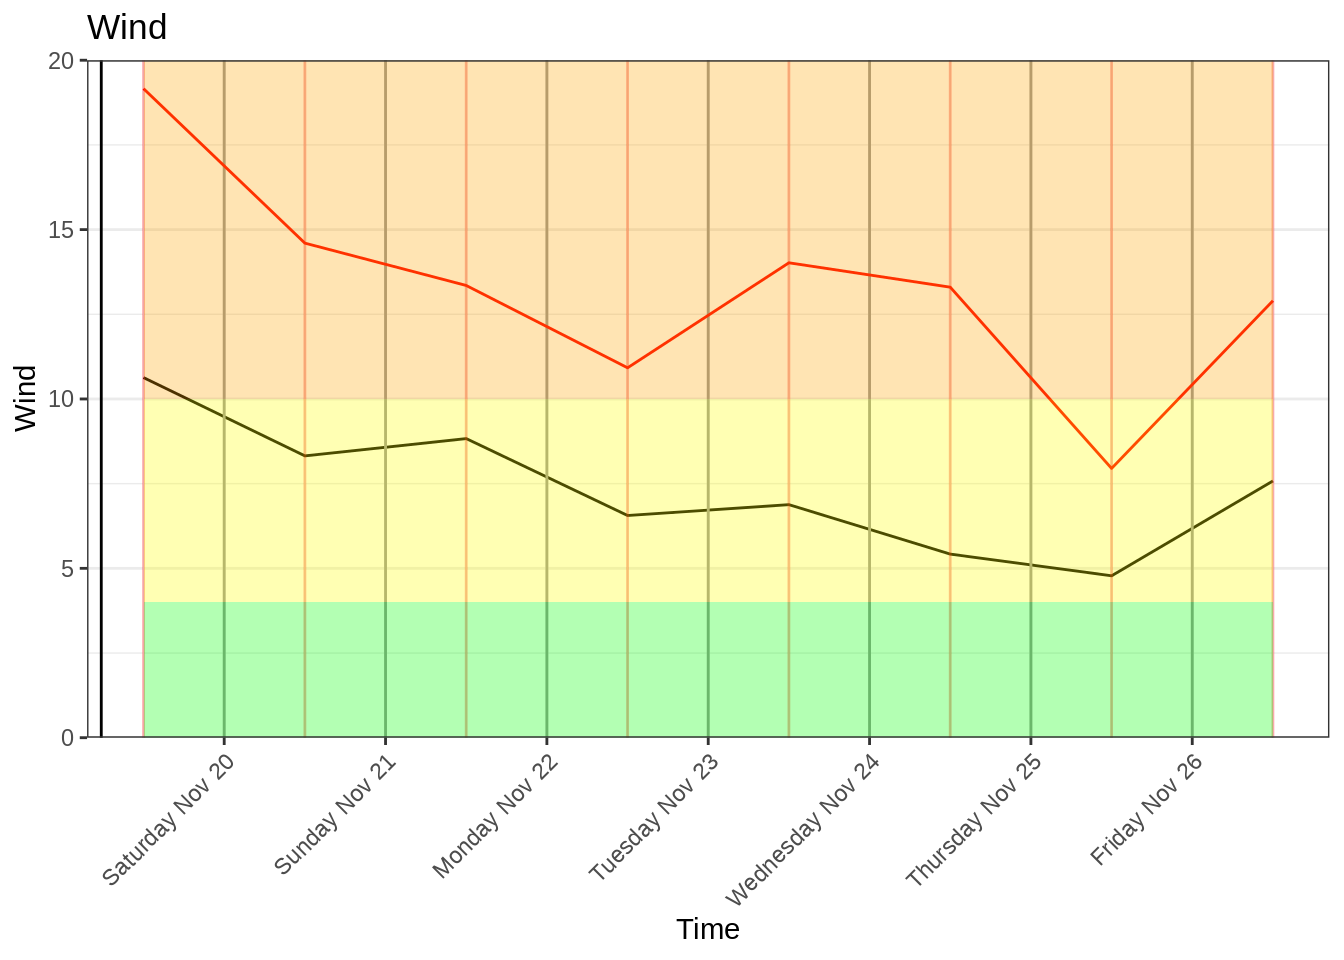 Wind
20
15
10
5
0
Wind
Saturday Nov 20
Sunday Nov 21
Monday Nov 22
Tuesday Nov 23
Wednesday Nov 24
Thursday Nov 25
Friday Nov 26
Time